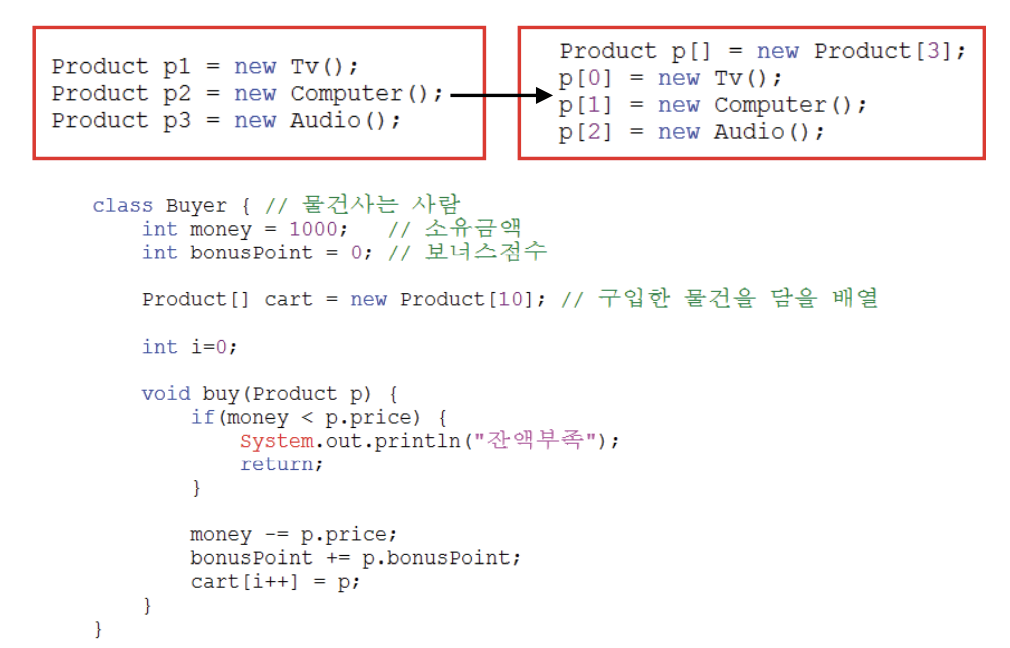 Product p1 = new Tv();
Product p2 = new Computer();
Product p3 = new Audio();
Product p[] = new Product[3];
p[0] = new Tv();
p[1] = new Computer();
p[2] = new Audio();
class Buyer { // 물건사는 사람
    int money = 1000;   // 소유금액
    int bonusPoint = 0; // 보너스점수
    Product[] cart = new Product[10]; // 구입한 물건을 담을 배열
    int i=0;
    void buy(Product p) {
        if(money < p.price) {
            System.out.println("잔액부족");
            return;
        }
        money -= p.price;
        bonusPoint += p.bonusPoint;
        cart[i++] = p;
    }
}